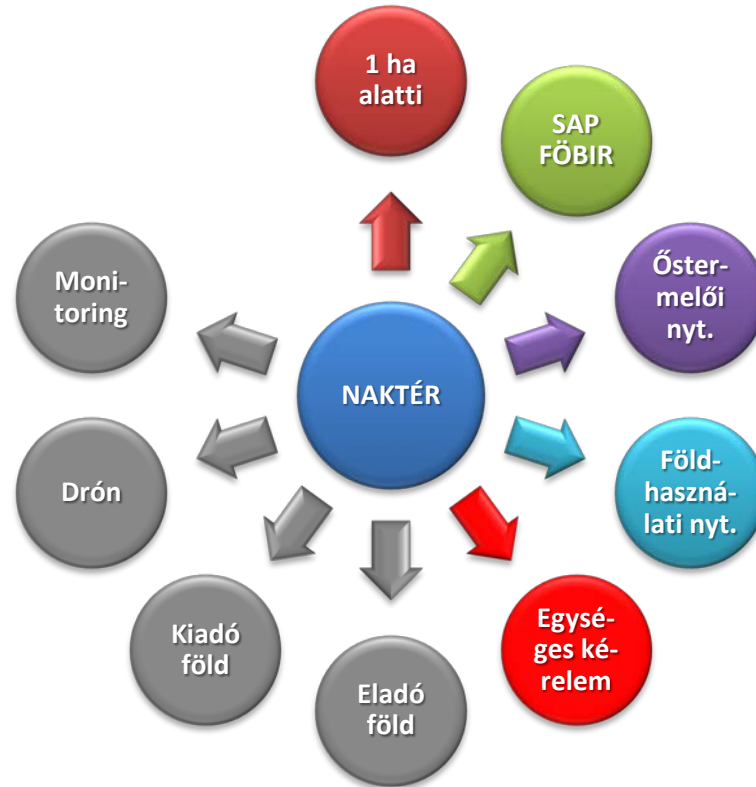 1 ha
alatti
SAP
FÖBIR
Őster-
melői
nyt.
Föld-
haszná-
lati nyt.
Egysé-
ges ké-
relem
Eladó
föld
Kiadó
föld
Drón
Moni-
toring
NAKTÉR